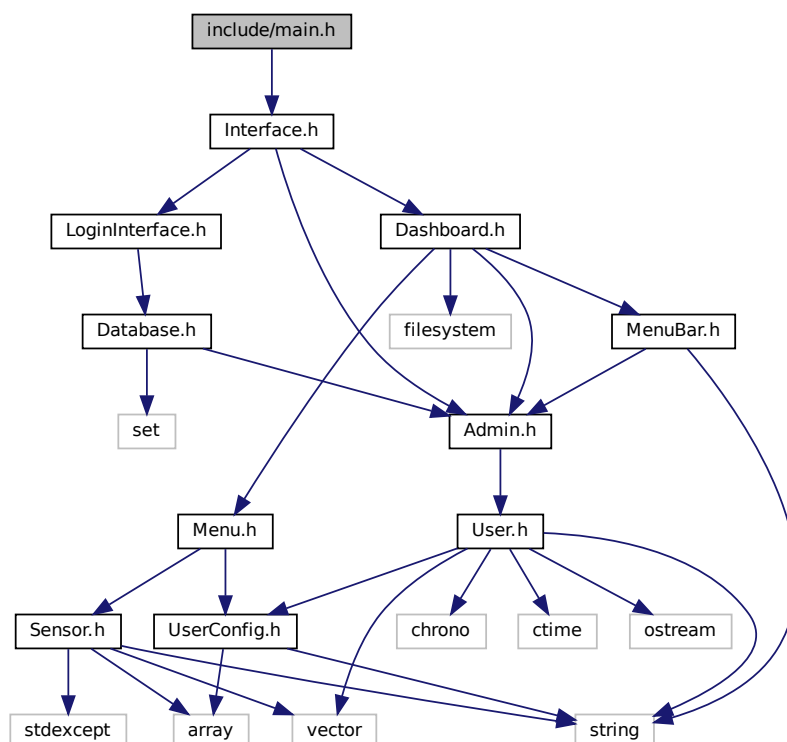 include/main.h
Interface.h
LoginInterface.h
Dashboard.h
Database.h
filesystem
MenuBar.h
set
Admin.h
Menu.h
User.h
Sensor.h
UserConfig.h
chrono
ctime
ostream
stdexcept
array
vector
string